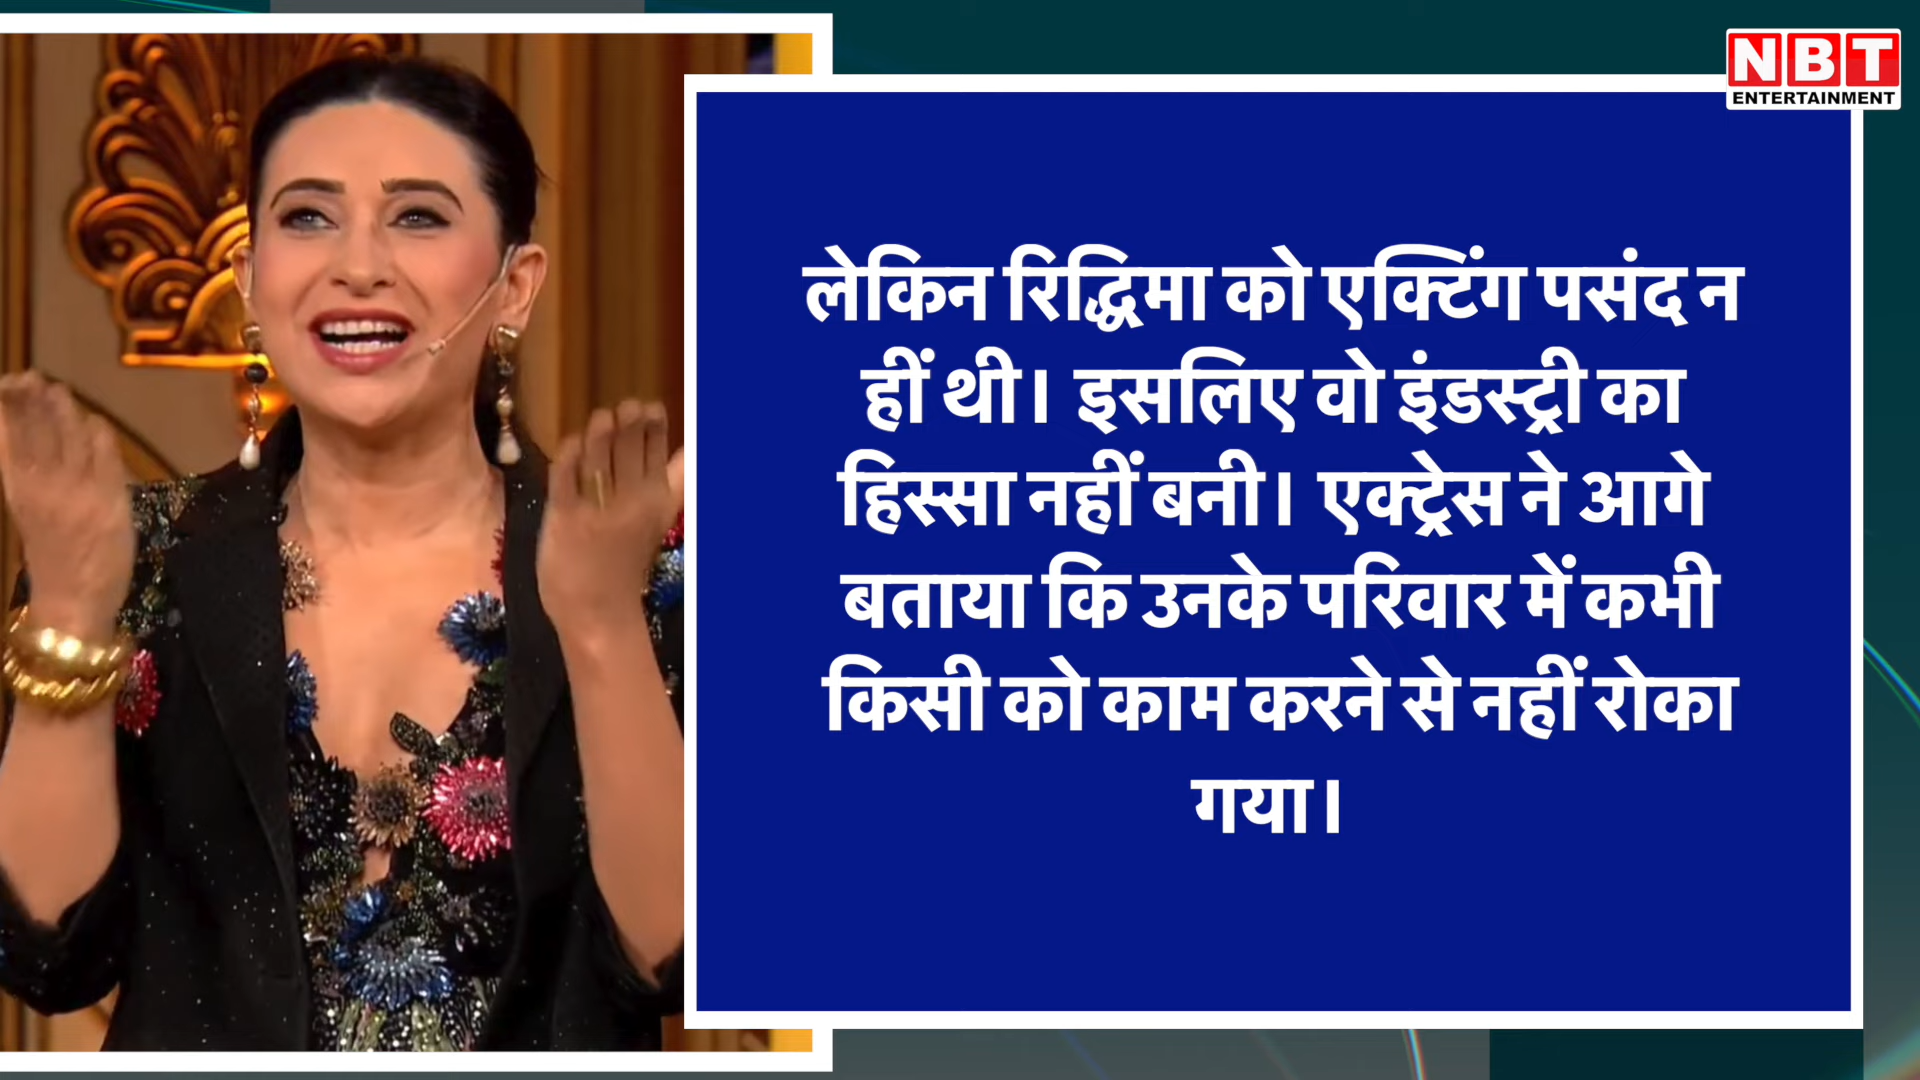 NBT
ENTERTAINMENT
लेकिन रिद्धिमा को एक्टिंग पसंद न
हीं थी। इसलिए वो इंडस्ट्री का
हिस्सा नहीं बनी। एक्ट्रेस ने आगे
बताया कि उनके परिवार में कभी
किसी को काम करने से नहीं रोका
गया।